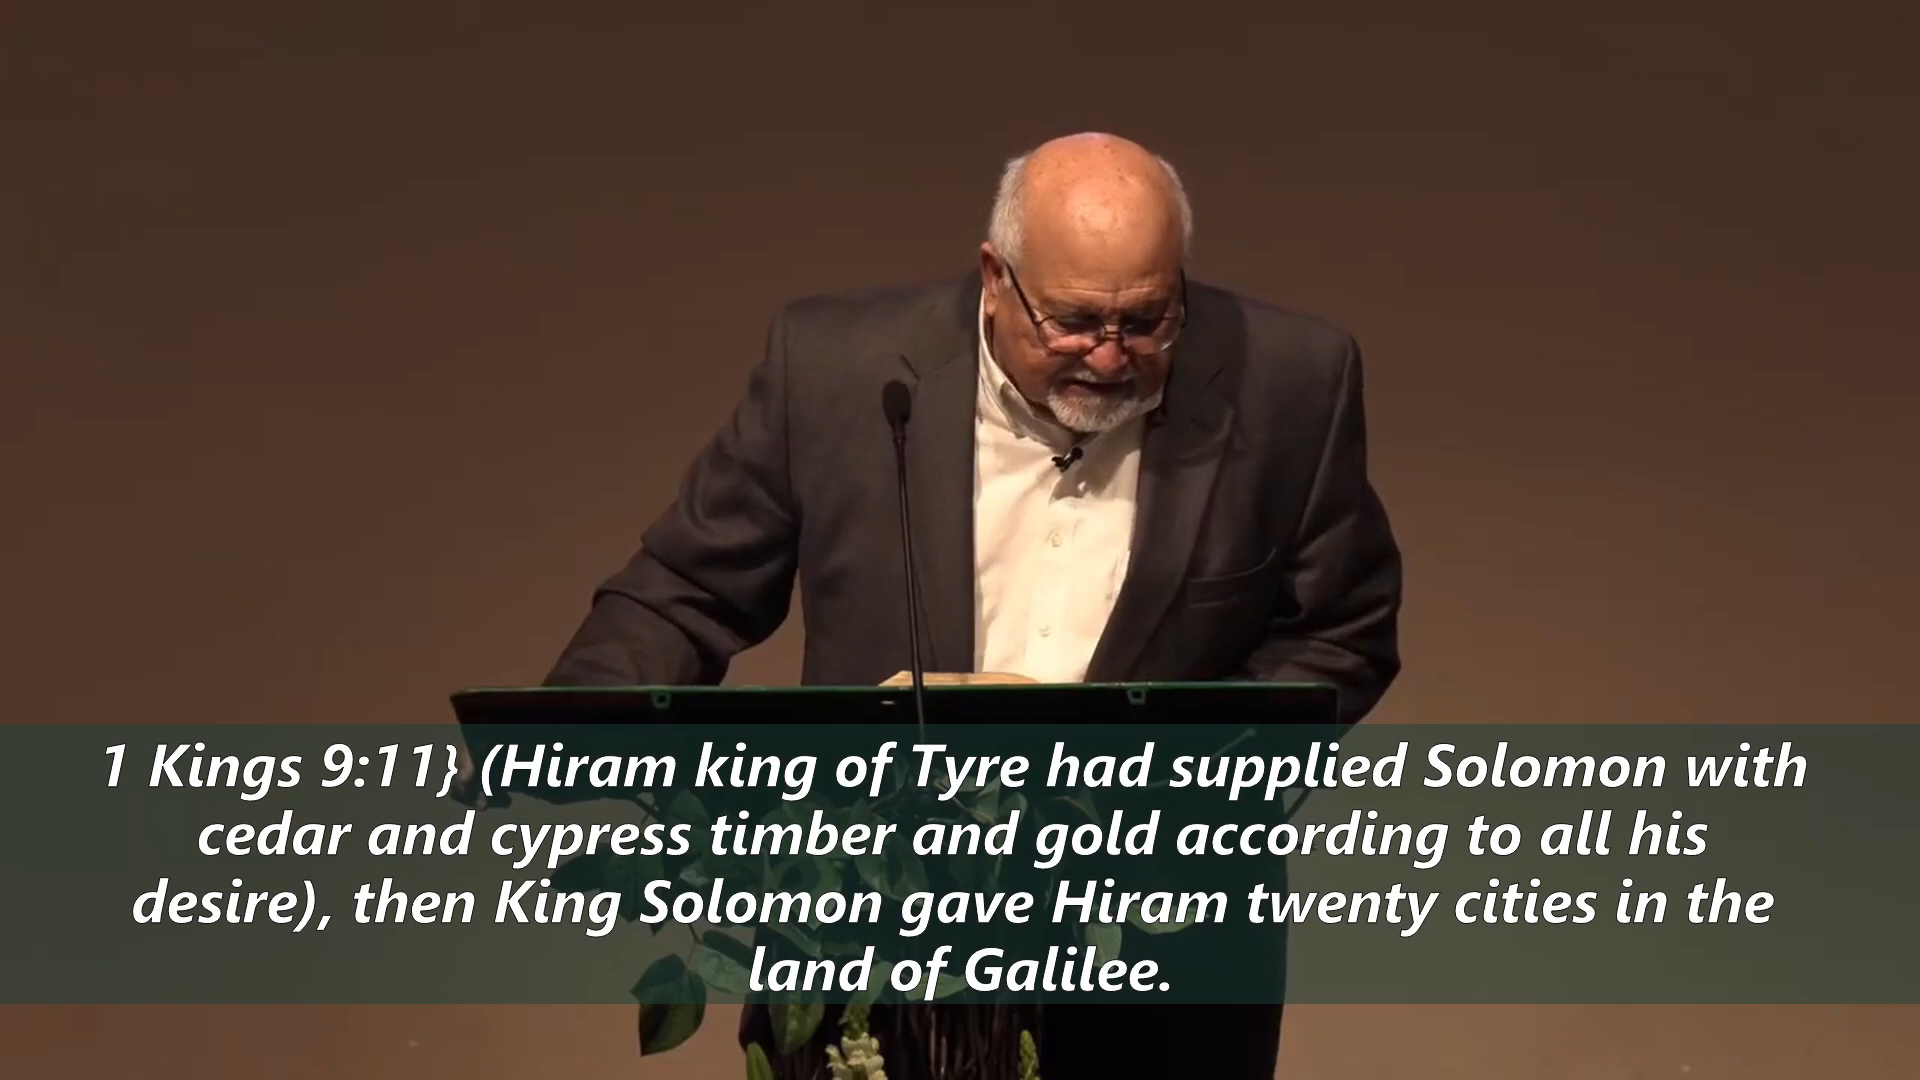 1 Kings 9:11} (Hiram king of Tyre had supplied Solomon with
cedar and cypress timber and gold according to all his
desire), then King Solomon gave Hiram twenty cities in the
land of Galilee.